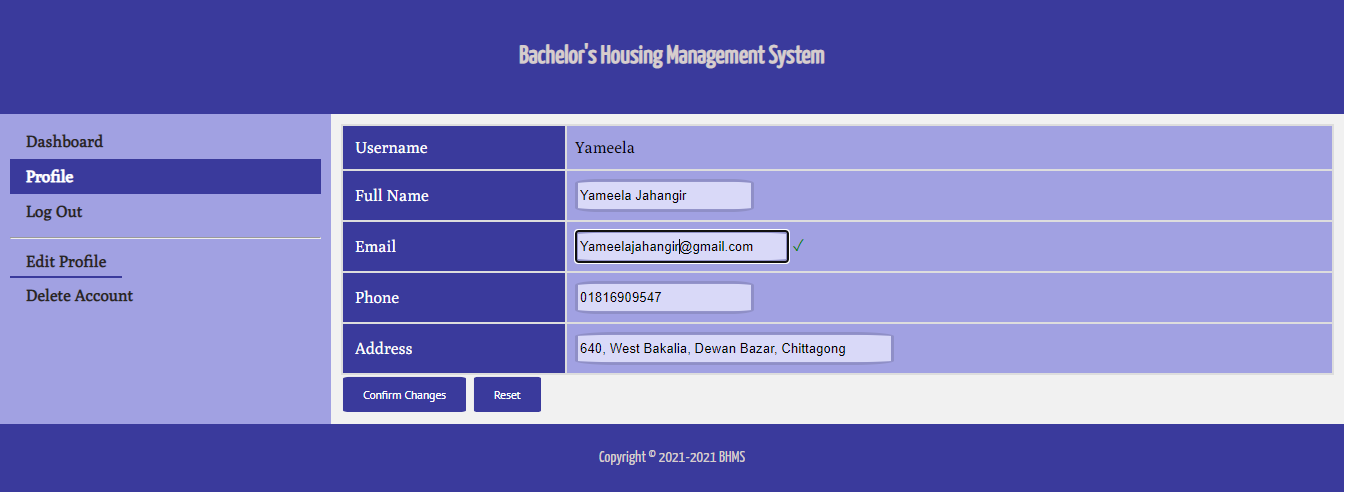 Bachelor's Housing Management System
Dashboard
Profile
Log Out
Edit Profile
Delete Account
Username Yameela
Full Name Yameela Jahangir
Email Yameelajahangir@gmail.com ✓
Phone 01816909547
Address 640, West Bakalia, Dewan Bazar, Chittagong
Confirm Changes Reset
Copyright © 2021-2021 BHMS